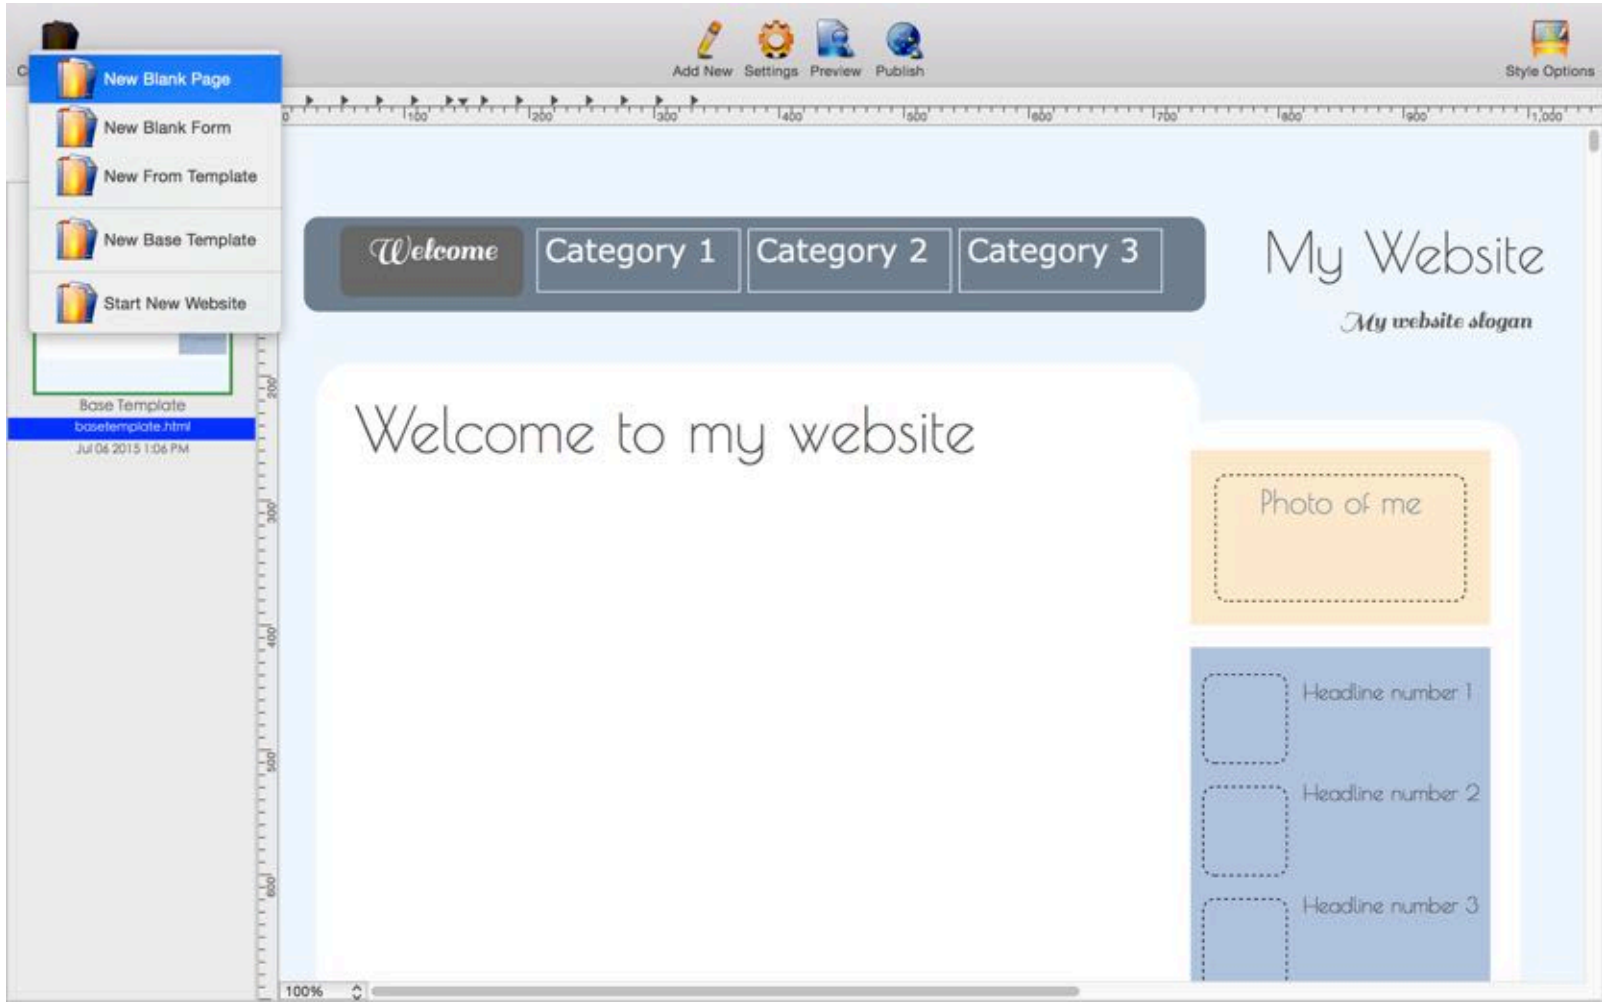 Add New Settings Preview Publish Style Options
New Blank Page
New Blank Form
New From Template
New Base Template
Start New Website
0 100 200 300 400 500 600 700 800 900 1,000
Welcome Category 1 Category 2 Category 3
My Website
My website slogan
Base Template
basetemplate.html
Jul 06 2015 1:06 PM
200
300
400
500
600
Welcome to my website
Photo of me
Headline number 1
Headline number 2
Headline number 3
100%